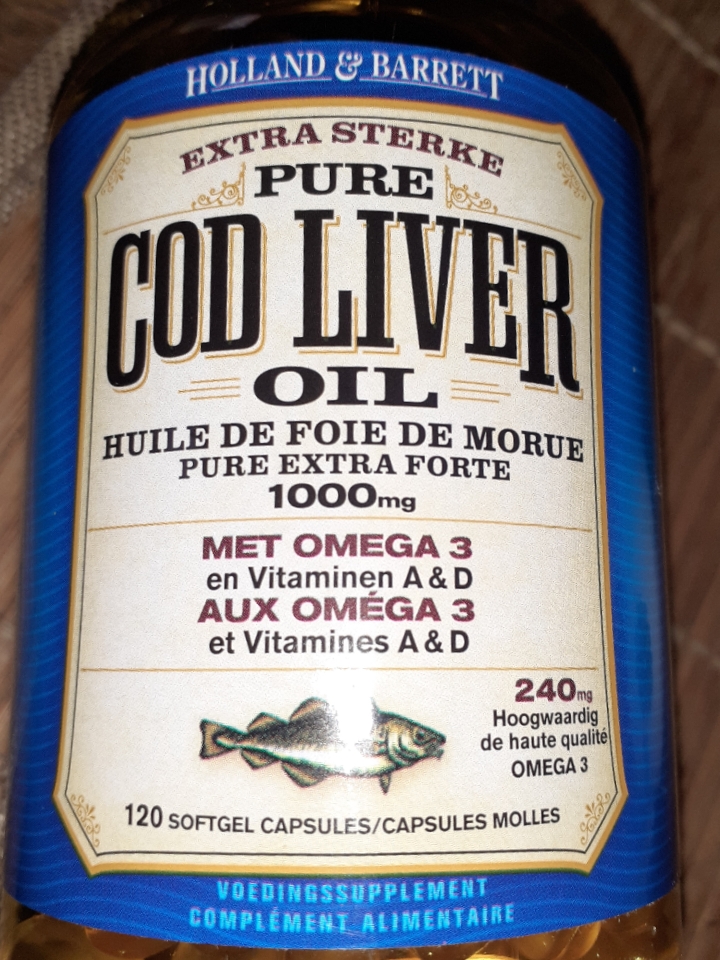 HOLLAND & BARRETT
EXTRA STERKE
PURE
COD LIVER
OIL
HUILE DE FOIE DE MORUE
PURE EXTRA FORTE
1000mg
MET OMEGA 3
en Vitaminen A & D
AUX OMÉGA 3
et Vitamines A & D
240mg
Hoogwaardig
de haute qualité
OMEGA 3
120 SOFTGEL CAPSULES/CAPSULES MOLLES
VOEDINGSSUPPLEMENT
COMPLÉMENT ALIMENTAIRE